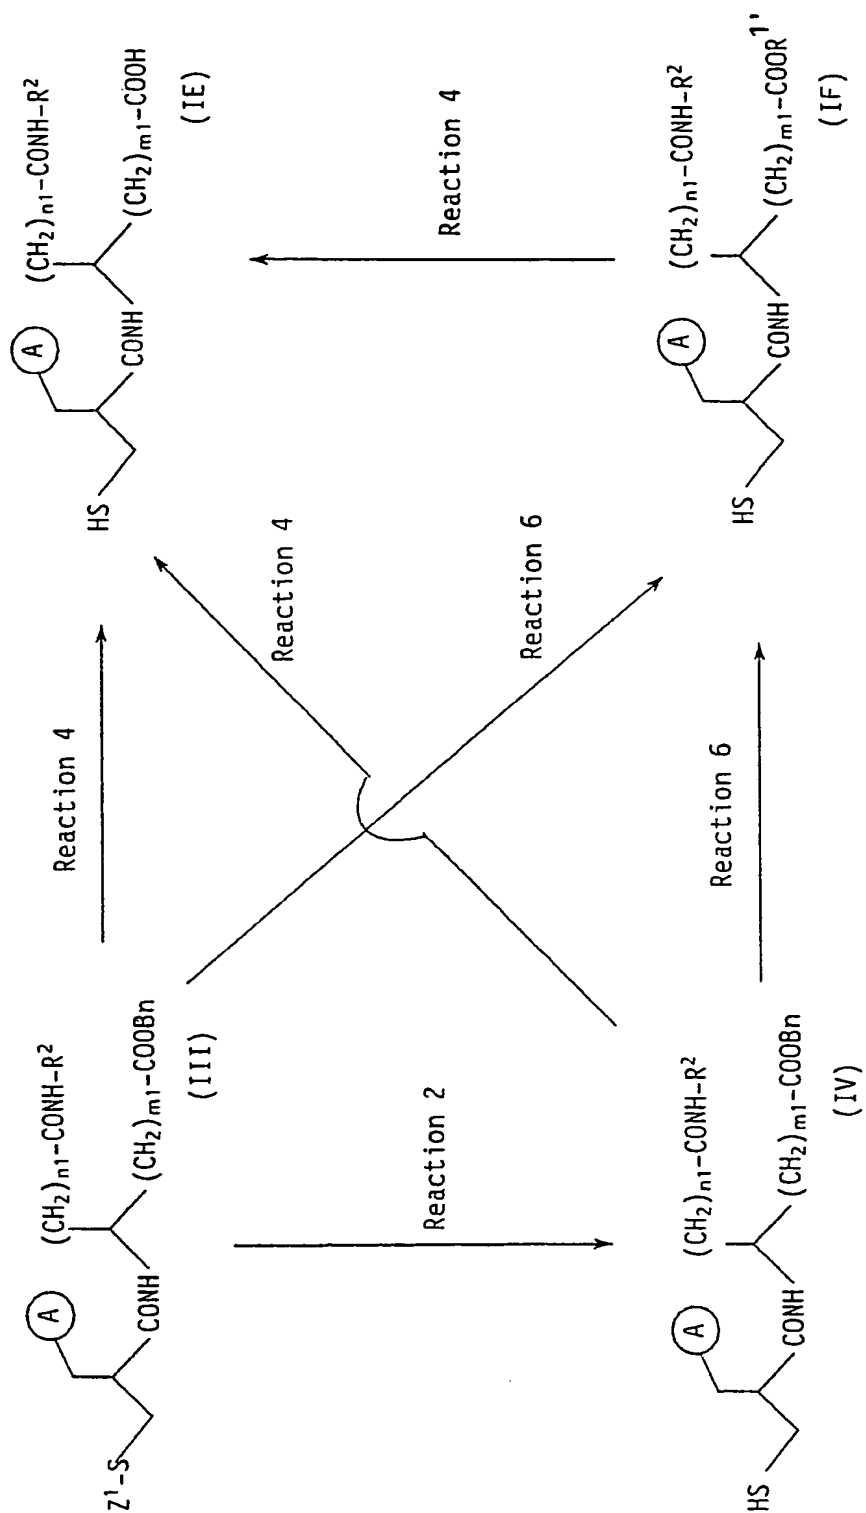 A
(CH₂)n1-CONH-R²
Z¹-S
CONH
(CH₂)m1-COOBn
(III)
Reaction 4
A
(CH₂)n1-CONH-R²
HS
CONH
(CH₂)m1-COOH
(IE)
Reaction 2
Reaction 4
Reaction 6
Reaction 4
A
(CH₂)n1-CONH-R²
HS
CONH
(CH₂)m1-COOBn
(IV)
Reaction 6
A
(CH₂)n1-CONH-R²
HS
CONH
(CH₂)m1-COOR¹'
(IF)